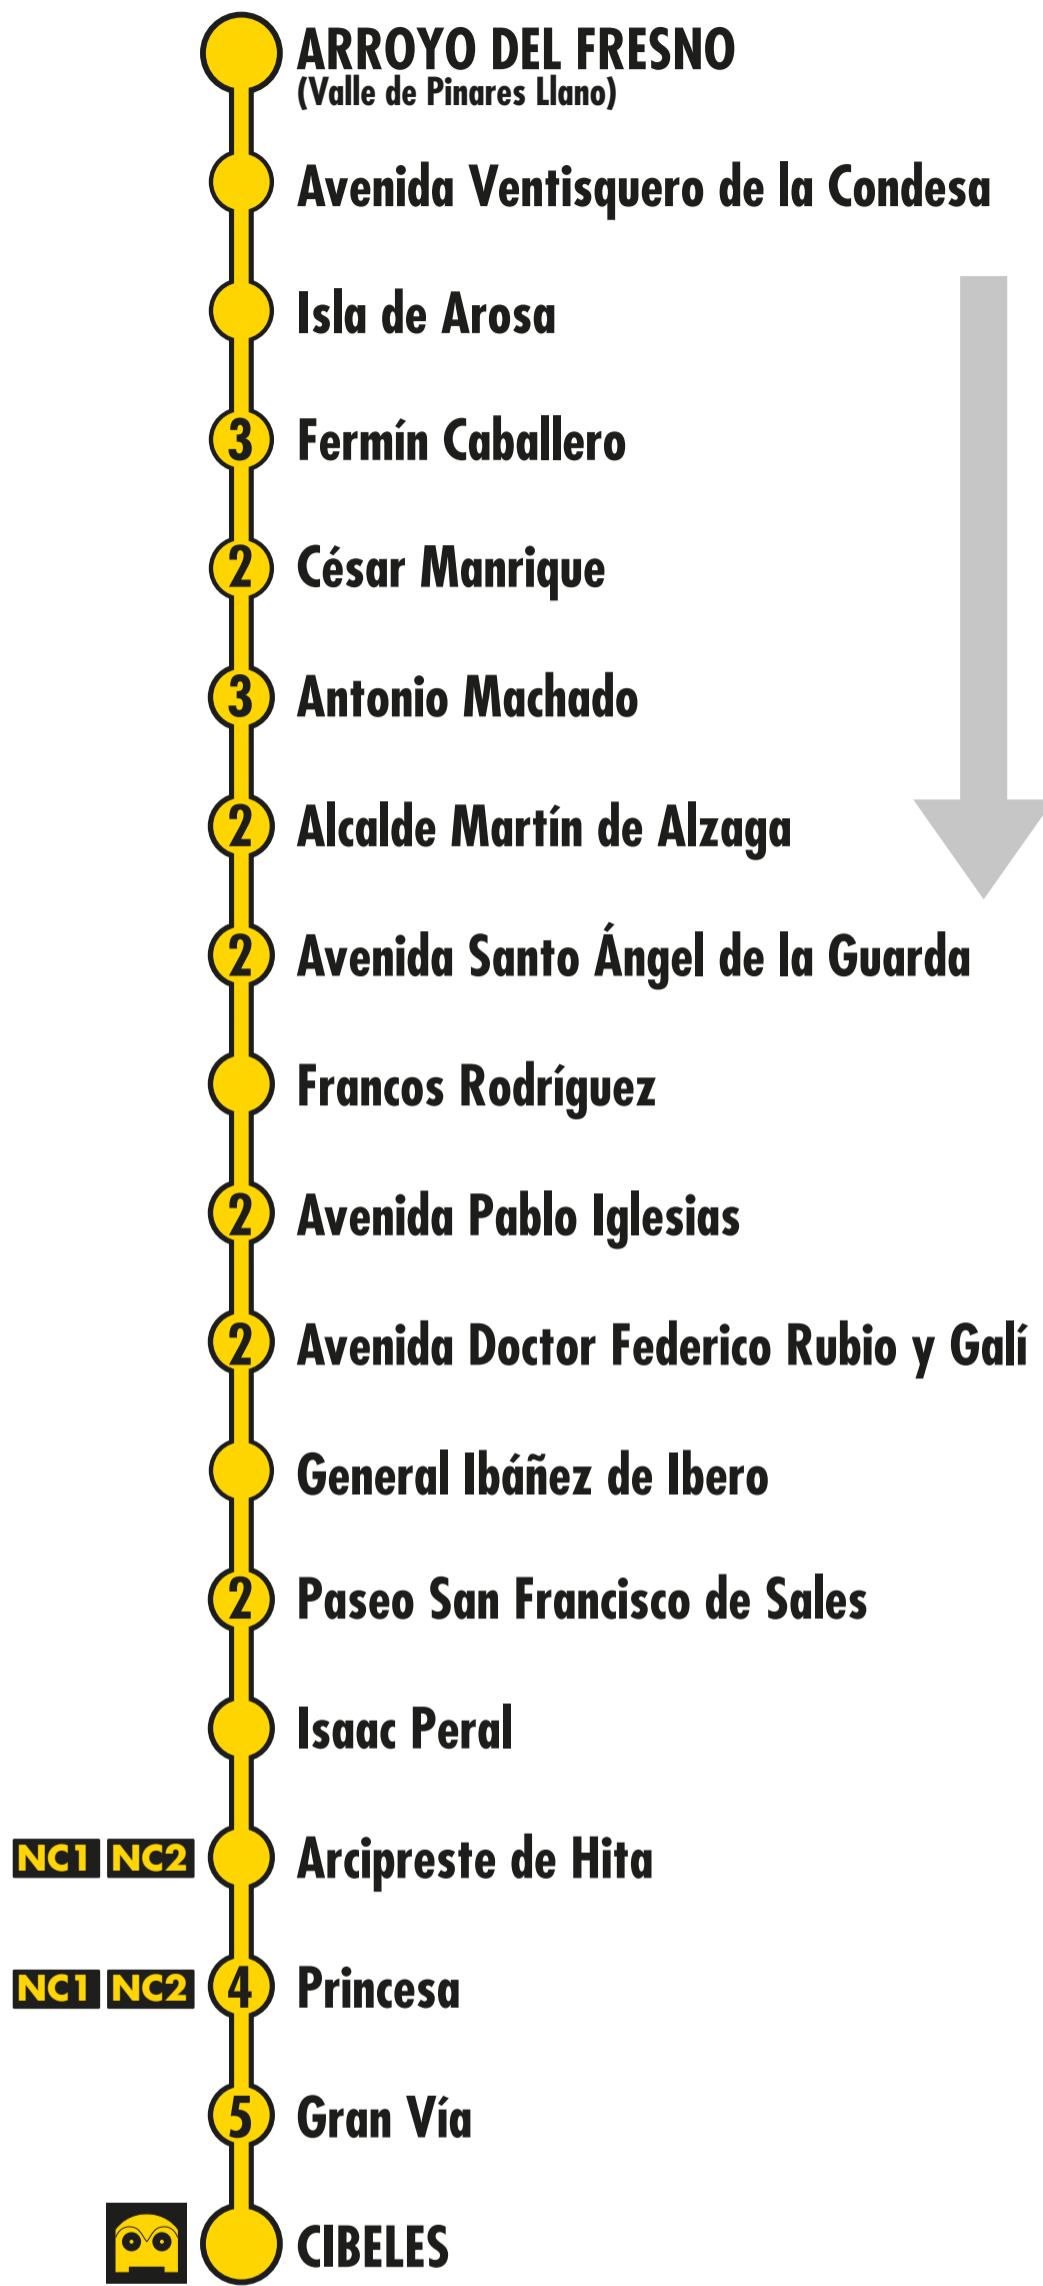 ARROYO DEL FRESNO
(Valle de Pinares Llano)
Avenida Ventisquero de la Condesa
Isla de Arosa
3 Fermín Caballero
2 César Manrique
3 Antonio Machado
2 Alcalde Martín de Alzaga
2 Avenida Santo Ángel de la Guarda
Francos Rodríguez
2 Avenida Pablo Iglesias
2 Avenida Doctor Federico Rubio y Galí
General Ibáñez de Ibero
2 Paseo San Francisco de Sales
Isaac Peral
NC1 NC2 Arcipreste de Hita
NC1 NC2 4 Princesa
5 Gran Vía
CIBELES